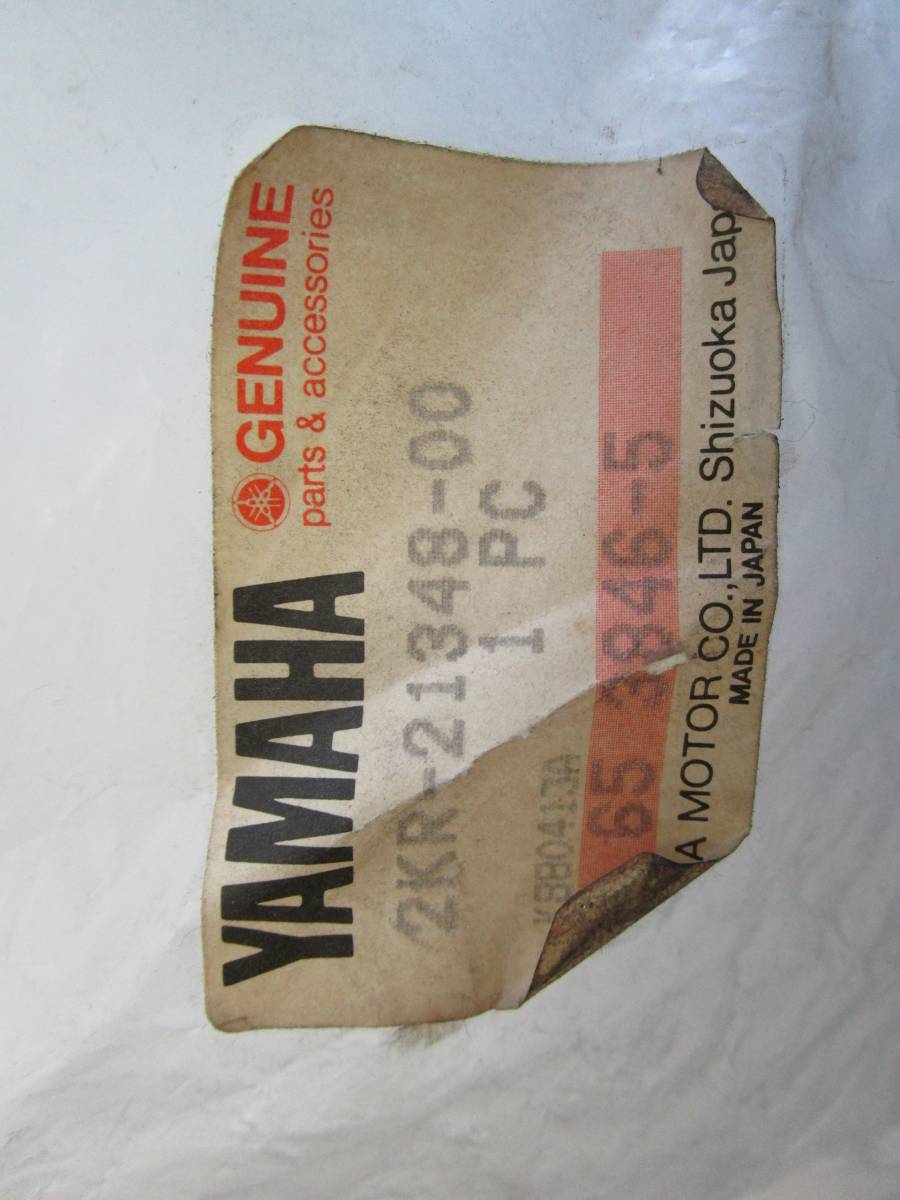 YAMAHA GENUINE
parts & accessories
2KR-21348-00
1 PC
K880413A
65 3846-5
A MOTOR CO.,LTD. Shizuoka Jap
MADE IN JAPAN